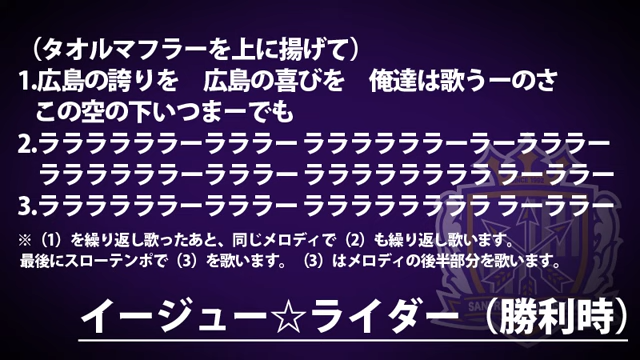 （タオルマフラーを上に揚げて）
1.広島の誇りを　広島の喜びを　俺達は歌うーのさ
この空の下いつまーでも
2.ララララララーラララー ラララララララーラーラララー
ララララララーラララー ララララララララララーララー
3.ララララララーラララー ラララララララララ ラーララー
※（1）を繰り返し歌ったあと、同じメロディで（2）も繰り返し歌います。
最後にスローテンポで（3）を歌います。（3）はメロディの後半部分を歌います。
イージュー☆ライダー（勝利時）